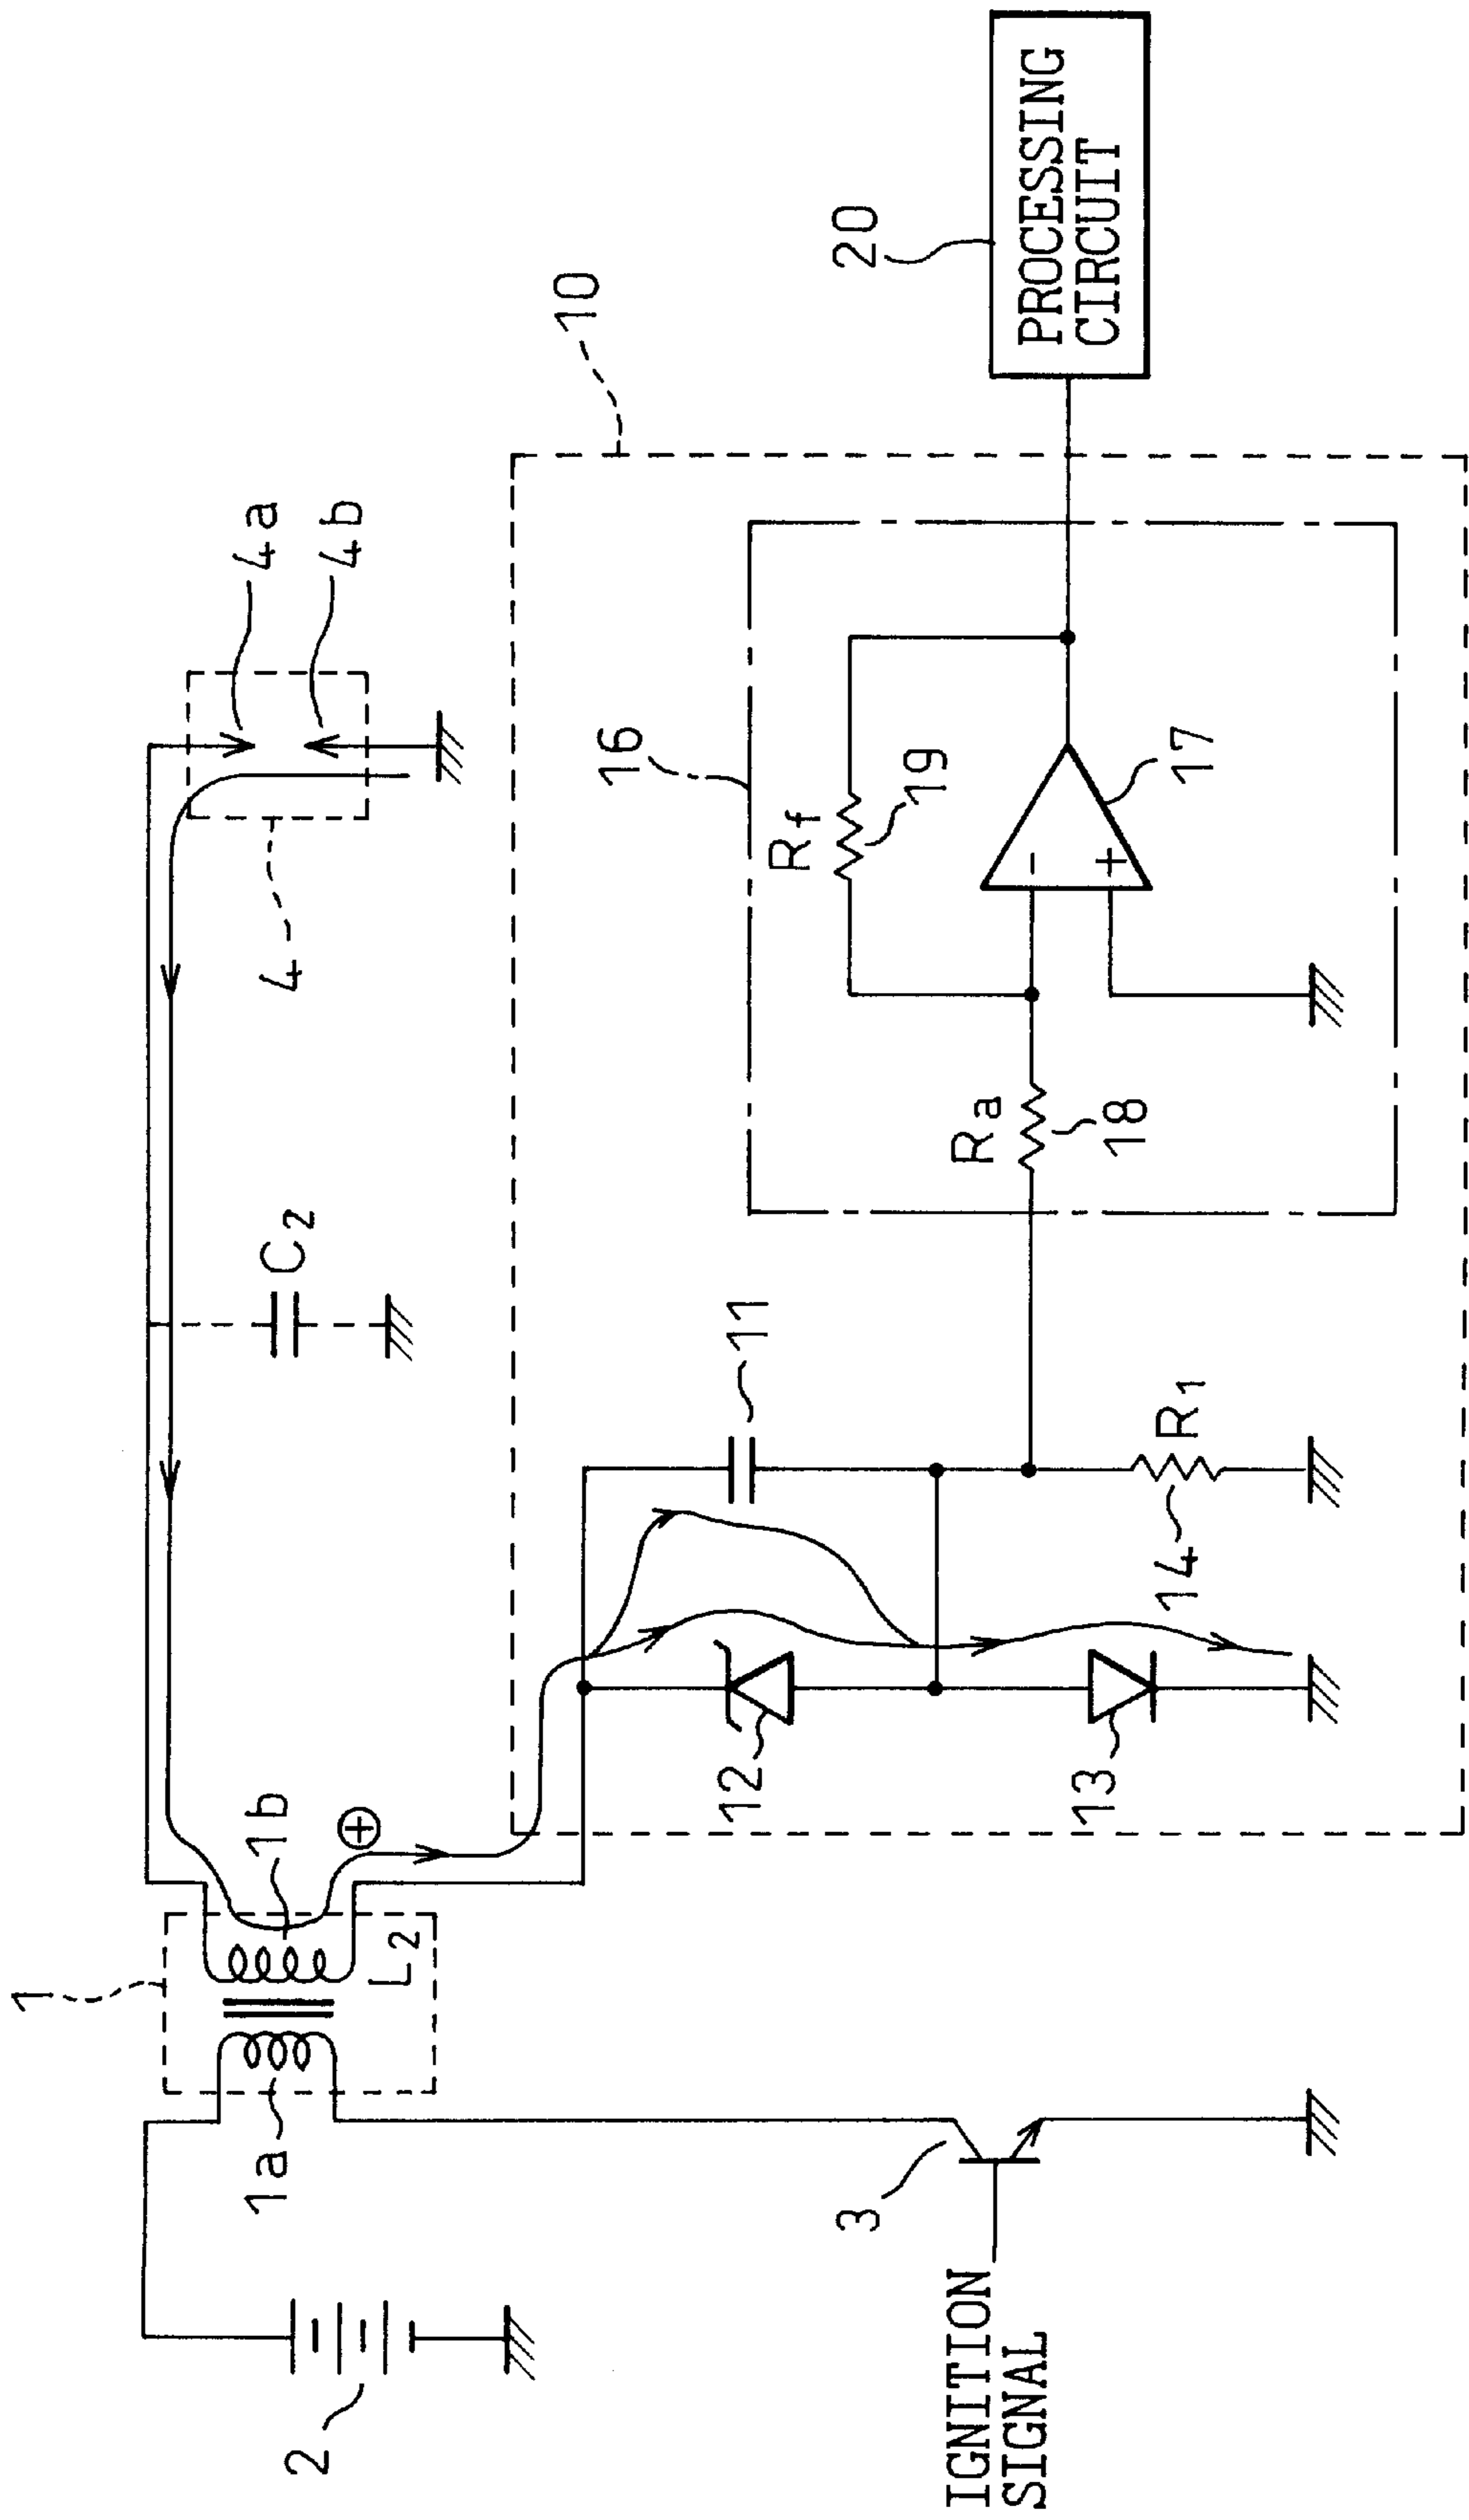 1
1a
1b
L2
2
3
IGNITION
SIGNAL
C2
4
4a
4b
10
11
12
13
14
R1
16
Ra
18
Rf
19
17
−
+
20
PROCESSING
CIRCUIT
+